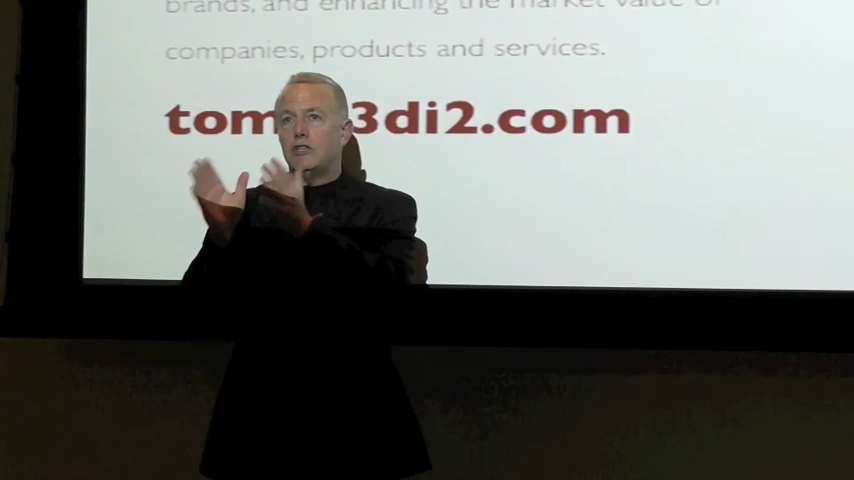 brands, and enhancing the market value of
companies, products and services.
tom 3di2.com